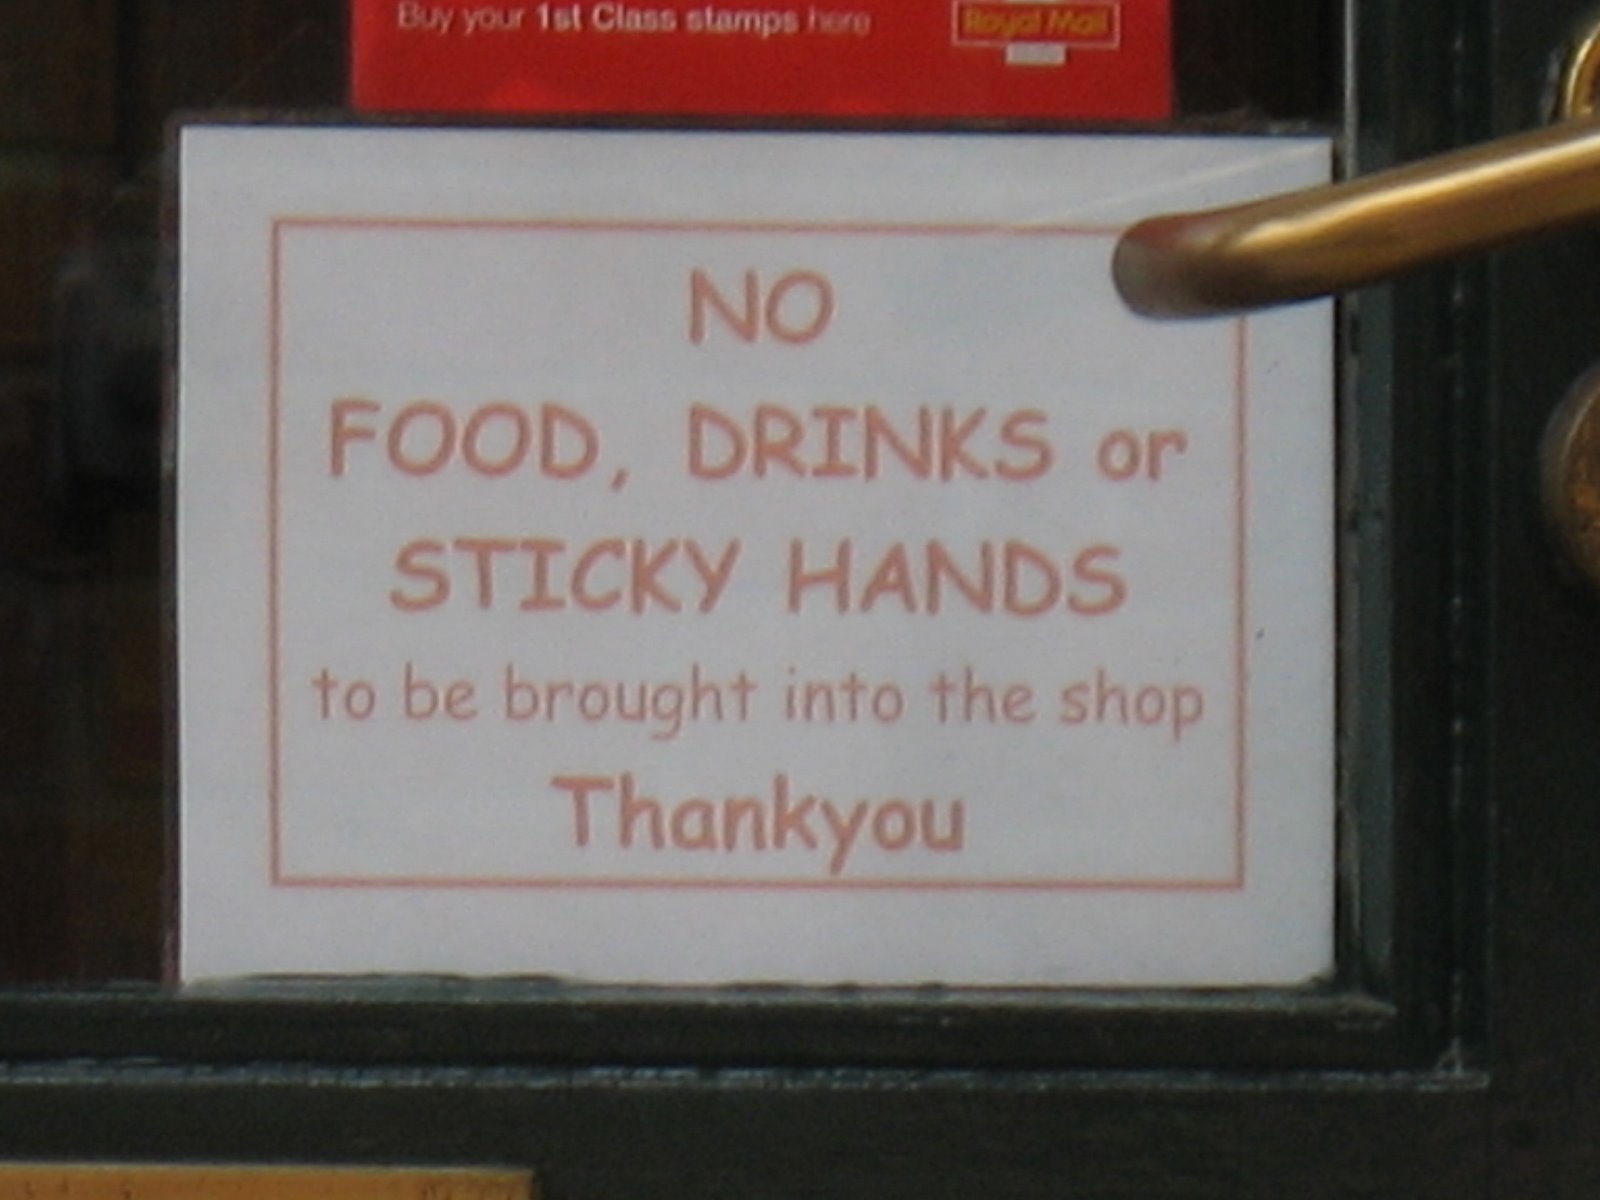 Buy your 1st Class stamps here
Royal Mail
NO
FOOD, DRINKS or
STICKY HANDS
to be brought into the shop
Thankyou